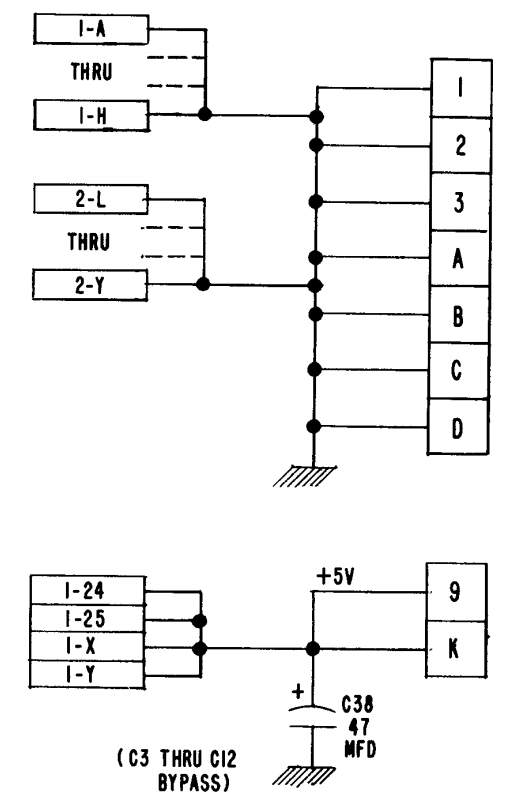 1-A
THRU
1-H
2-L
THRU
2-Y
1
2
3
A
B
C
D
1-24
1-25
1-X
1-Y
+5V
9
K
+
C38
47
MFD
(C3 THRU C12
BYPASS)